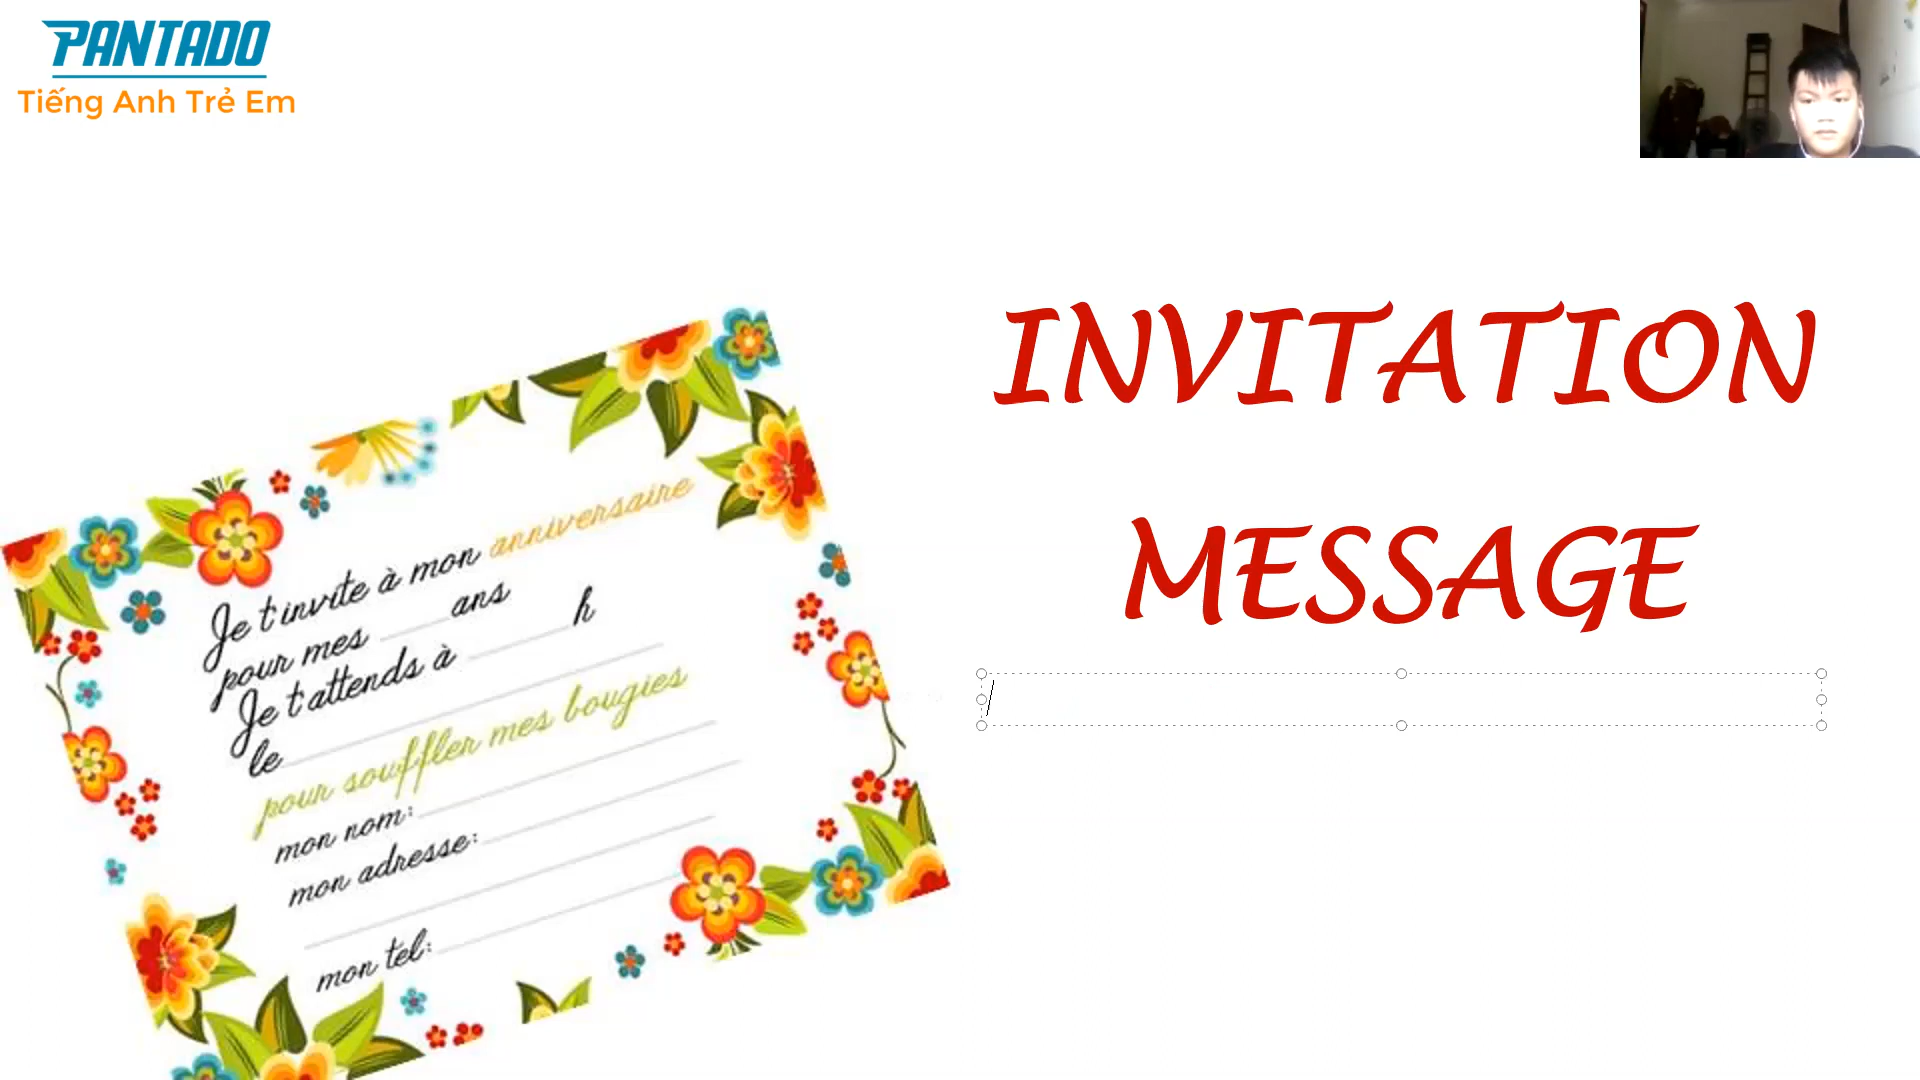 PANTADO
Tiếng Anh Trẻ Em
INVITATION
MESSAGE
Je t'invite à mon anniversaire
pour mes ans
Je t'attends à h
le
pour souffler mes bougies
mon nom:
mon adresse:
mon tel: